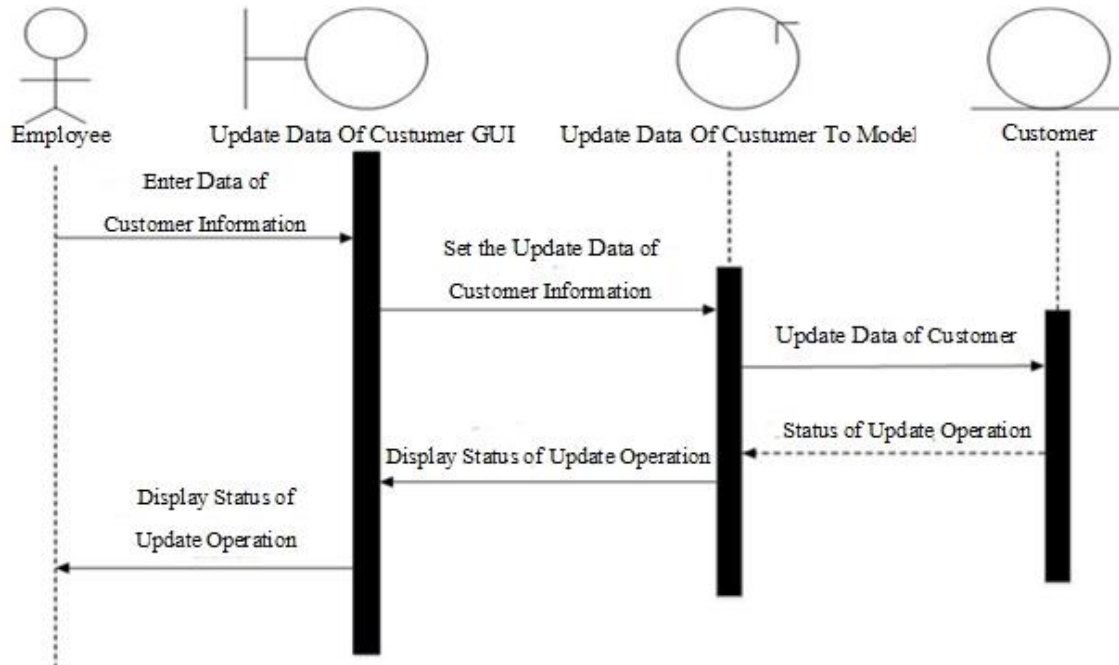 Employee
Update Data Of Custumer GUI
Update Data Of Custumer To Model
Customer
Enter Data of
Customer Information
Set the Update Data of
Customer Information
Update Data of Customer
Status of Update Operation
Display Status of Update Operation
Display Status of
Update Operation